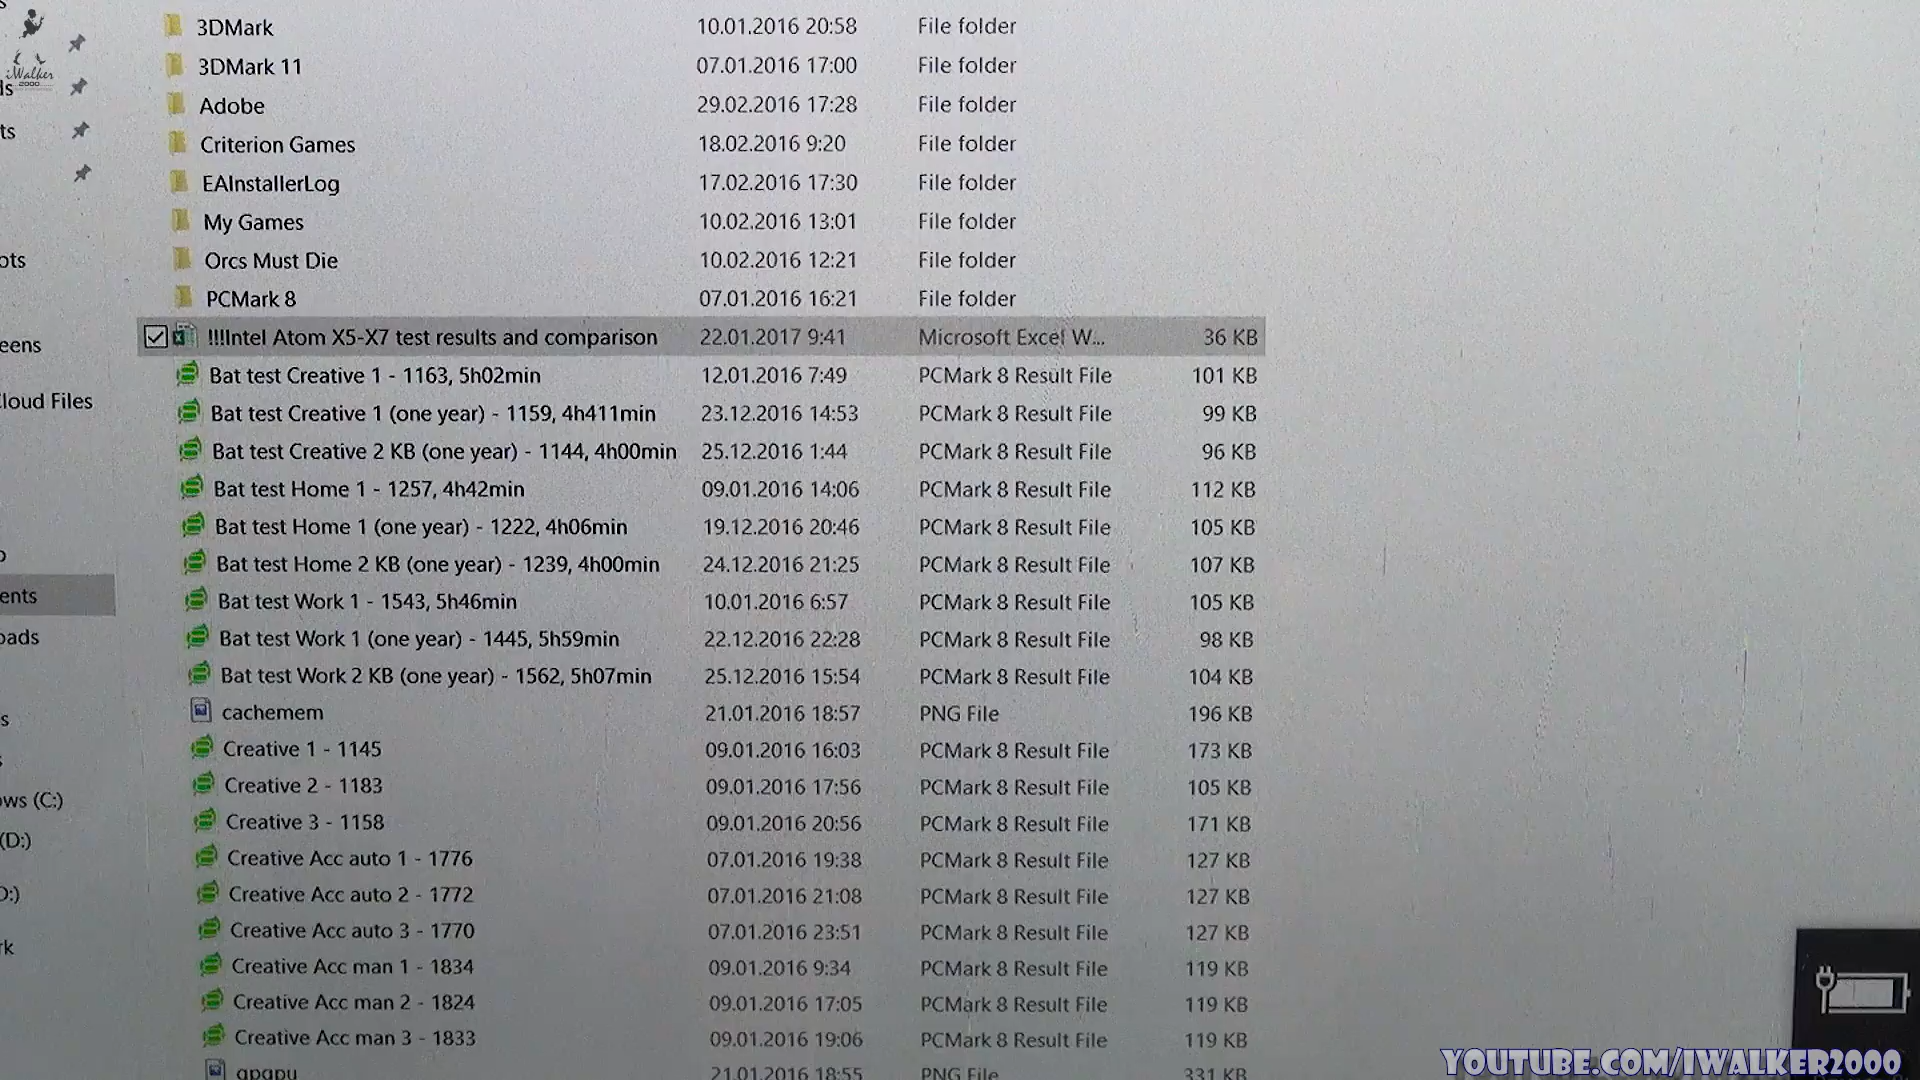 3DMark 10.01.2016 20:58 File folder
3DMark 11 07.01.2016 17:00 File folder
Adobe 29.02.2016 17:28 File folder
Criterion Games 18.02.2016 9:20 File folder
EAInstallerLog 17.02.2016 17:30 File folder
My Games 10.02.2016 13:01 File folder
Orcs Must Die 10.02.2016 12:21 File folder
PCMark 8 07.01.2016 16:21 File folder
!!!Intel Atom X5-X7 test results and comparison 22.01.2017 9:41 Microsoft Excel W... 36 KB
Bat test Creative 1 - 1163, 5h02min 12.01.2016 7:49 PCMark 8 Result File 101 KB
Bat test Creative 1 (one year) - 1159, 4h411min 23.12.2016 14:53 PCMark 8 Result File 99 KB
Bat test Creative 2 KB (one year) - 1144, 4h00min 25.12.2016 1:44 PCMark 8 Result File 96 KB
Bat test Home 1 - 1257, 4h42min 09.01.2016 14:06 PCMark 8 Result File 112 KB
Bat test Home 1 (one year) - 1222, 4h06min 19.12.2016 20:46 PCMark 8 Result File 105 KB
Bat test Home 2 KB (one year) - 1239, 4h00min 24.12.2016 21:25 PCMark 8 Result File 107 KB
Bat test Work 1 - 1543, 5h46min 10.01.2016 6:57 PCMark 8 Result File 105 KB
Bat test Work 1 (one year) - 1445, 5h59min 22.12.2016 22:28 PCMark 8 Result File 98 KB
Bat test Work 2 KB (one year) - 1562, 5h07min 25.12.2016 15:54 PCMark 8 Result File 104 KB
cachemem 21.01.2016 18:57 PNG File 196 KB
Creative 1 - 1145 09.01.2016 16:03 PCMark 8 Result File 173 KB
Creative 2 - 1183 09.01.2016 17:56 PCMark 8 Result File 105 KB
Creative 3 - 1158 09.01.2016 20:56 PCMark 8 Result File 171 KB
Creative Acc auto 1 - 1776 07.01.2016 19:38 PCMark 8 Result File 127 KB
Creative Acc auto 2 - 1772 07.01.2016 21:08 PCMark 8 Result File 127 KB
Creative Acc auto 3 - 1770 07.01.2016 23:51 PCMark 8 Result File 127 KB
Creative Acc man 1 - 1834 09.01.2016 9:34 PCMark 8 Result File 119 KB
Creative Acc man 2 - 1824 09.01.2016 17:05 PCMark 8 Result File 119 KB
Creative Acc man 3 - 1833 09.01.2016 19:06 PCMark 8 Result File 119 KB
gpgpu 21.01.2016 18:55 PNG File 331 KB
iWalker
2000
ds
ts
ots
eens
loud Files
ents
oads
s
ows (C:)
(D:)
D:)
rk
YOUTUBE.COM/IWALKER2000